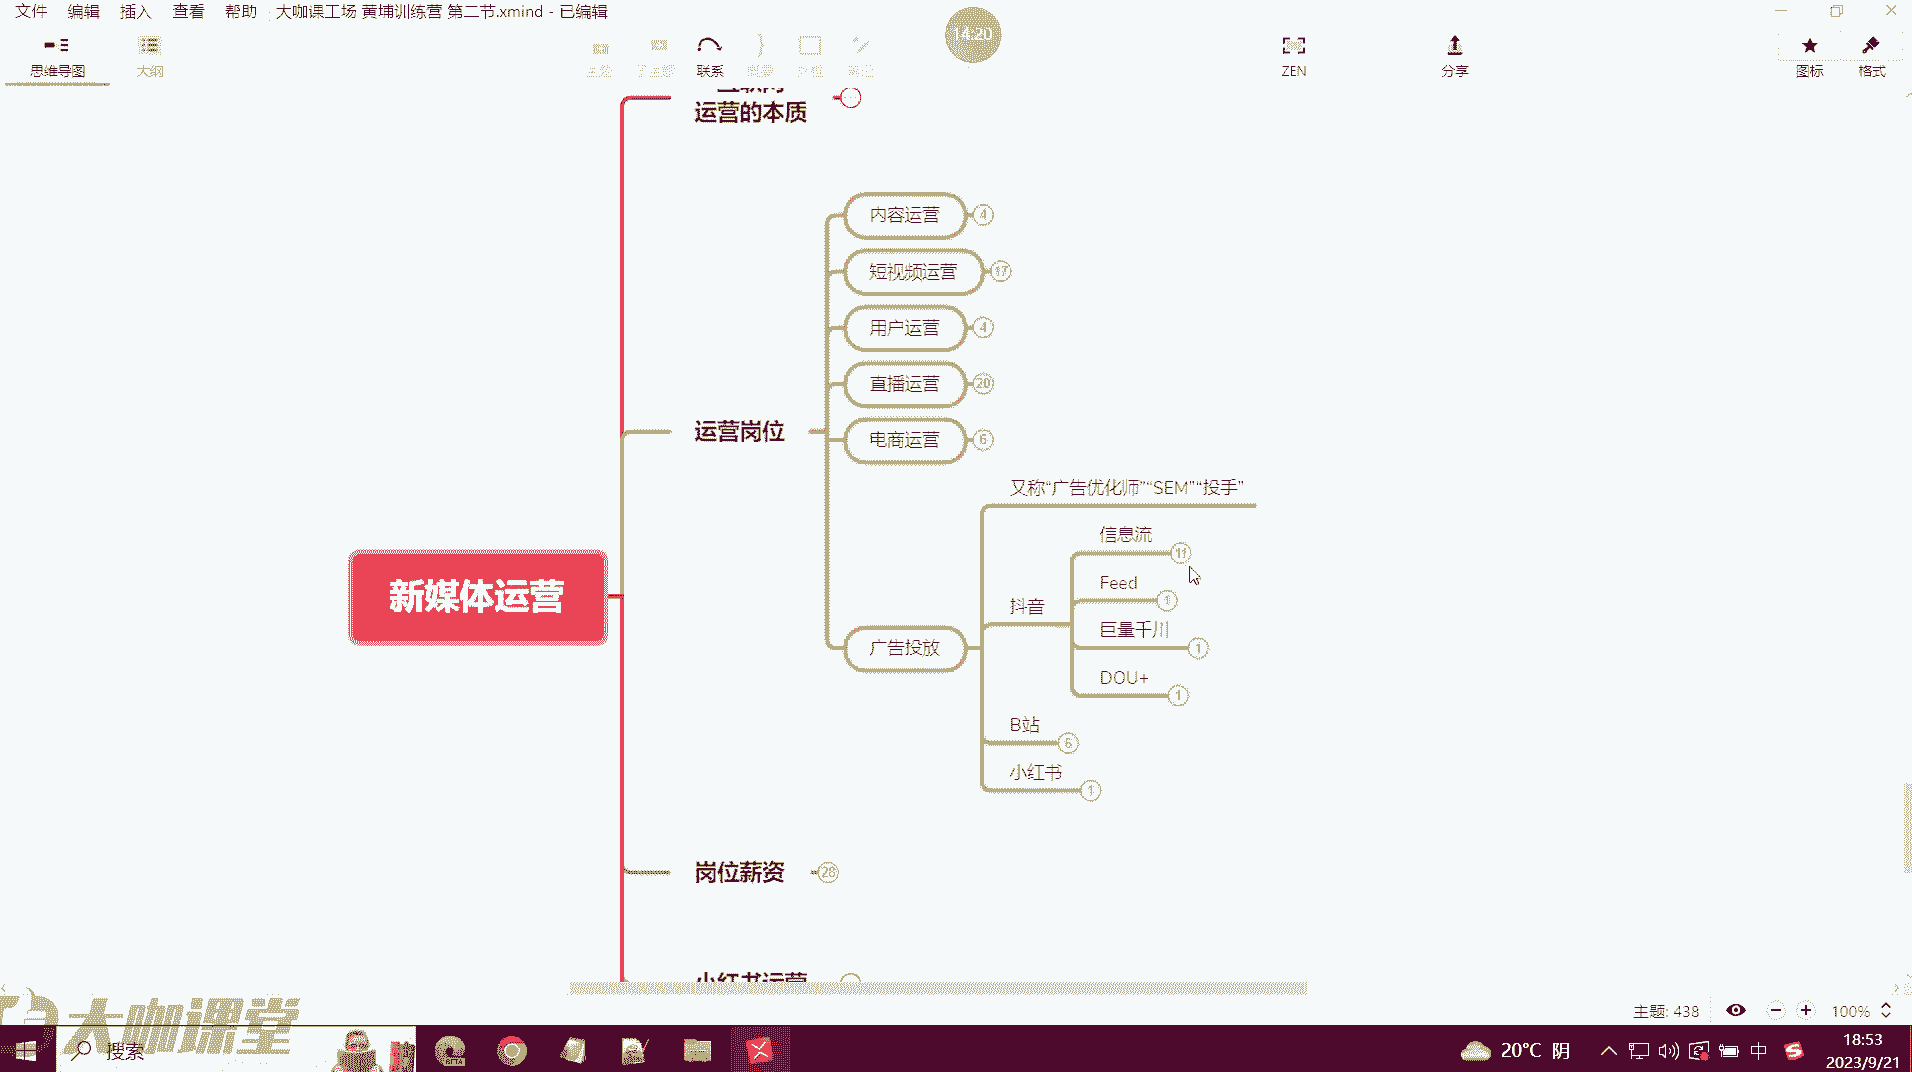 文件 编辑 插入 查看 帮助 大咖课工场 黄埔训练营 第二节.xmind - 已编辑
14:20
思维导图
大纲
联系
ZEN
分享
图标
格式
运营的本质
内容运营 4
短视频运营 17
用户运营 4
直播运营 20
运营岗位
电商运营 6
又称“广告优化师”“SEM”“投手”
信息流 11
Feed 1
抖音
巨量千川 1
广告投放
DOU+ 1
B站 6
小红书 1
新媒体运营
岗位薪资 28
小红书运营
大咖课堂
主题: 438
100%
搜索
20°C 阴
中
18:53
2023/9/21